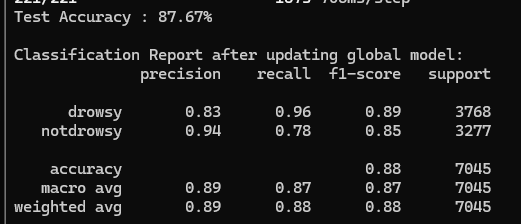 Test Accuracy : 87.67%
Classification Report after updating global model:
precision recall f1-score support
drowsy 0.83 0.96 0.89 3768
notdrowsy 0.94 0.78 0.85 3277
accuracy 0.88 7045
macro avg 0.89 0.87 0.87 7045
weighted avg 0.89 0.88 0.88 7045